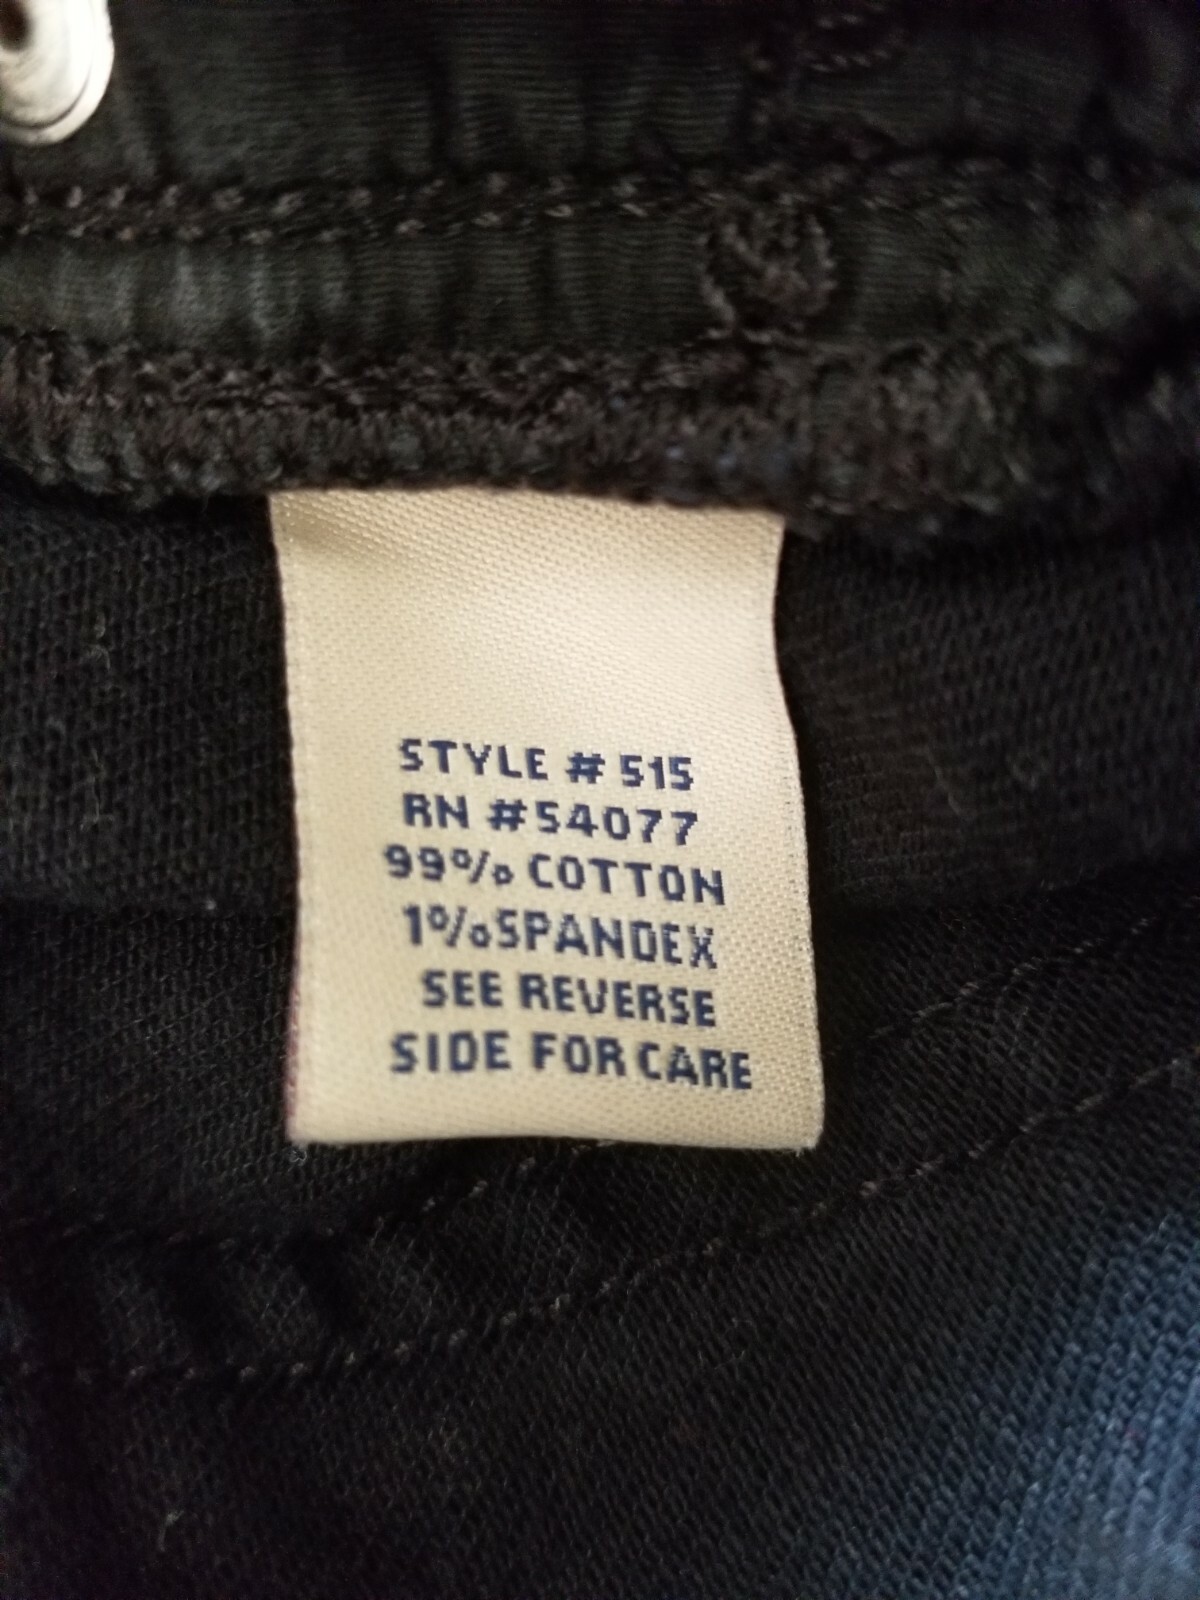 STYLE # 515
RN #54077
99% COTTON
1% SPANDEX
SEE REVERSE
SIDE FOR CARE